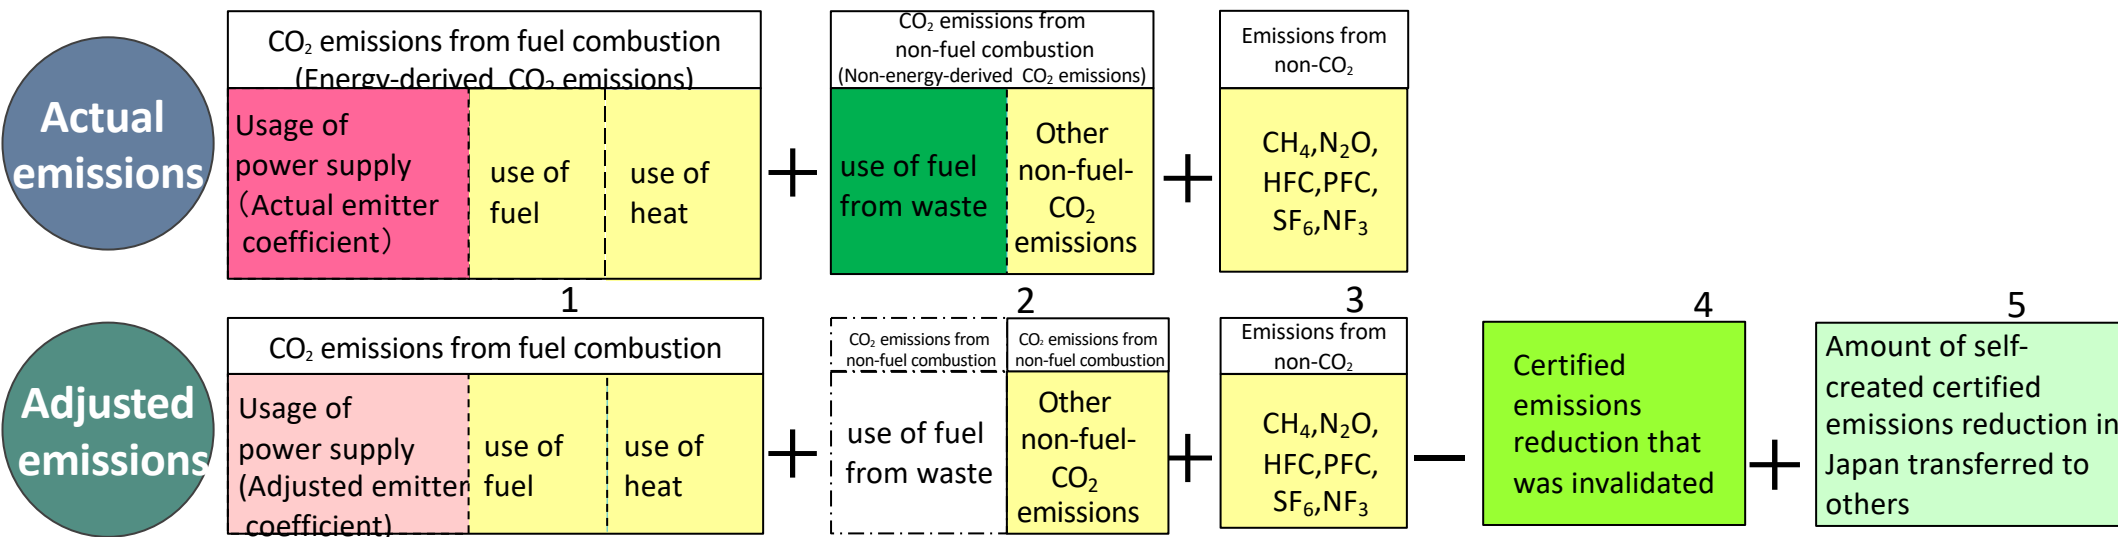 Actual
emissions
CO₂ emissions from fuel combustion
(Energy-derived CO₂ emissions)
Usage of
power supply
（Actual emitter
coefficient）
use of
fuel
use of
heat
+
CO₂ emissions from
non-fuel combustion
(Non-energy-derived CO₂ emissions)
use of fuel
from waste
Other
non-fuel-
CO₂
emissions
+
Emissions from
non-CO₂
CH₄,N₂O,
HFC,PFC,
SF₆,NF₃
1
2
3
4
5
Adjusted
emissions
CO₂ emissions from fuel combustion
Usage of
power supply
(Adjusted emitter
coefficient)
use of
fuel
use of
heat
+
CO₂ emissions from
non-fuel combustion
use of fuel
from waste
CO₂ emissions from
non-fuel combustion
Other
non-fuel-
CO₂
emissions
+
Emissions from
non-CO₂
CH₄,N₂O,
HFC,PFC,
SF₆,NF₃
−
Certified
emissions
reduction that
was invalidated
+
Amount of self-
created certified
emissions reduction in
Japan transferred to
others